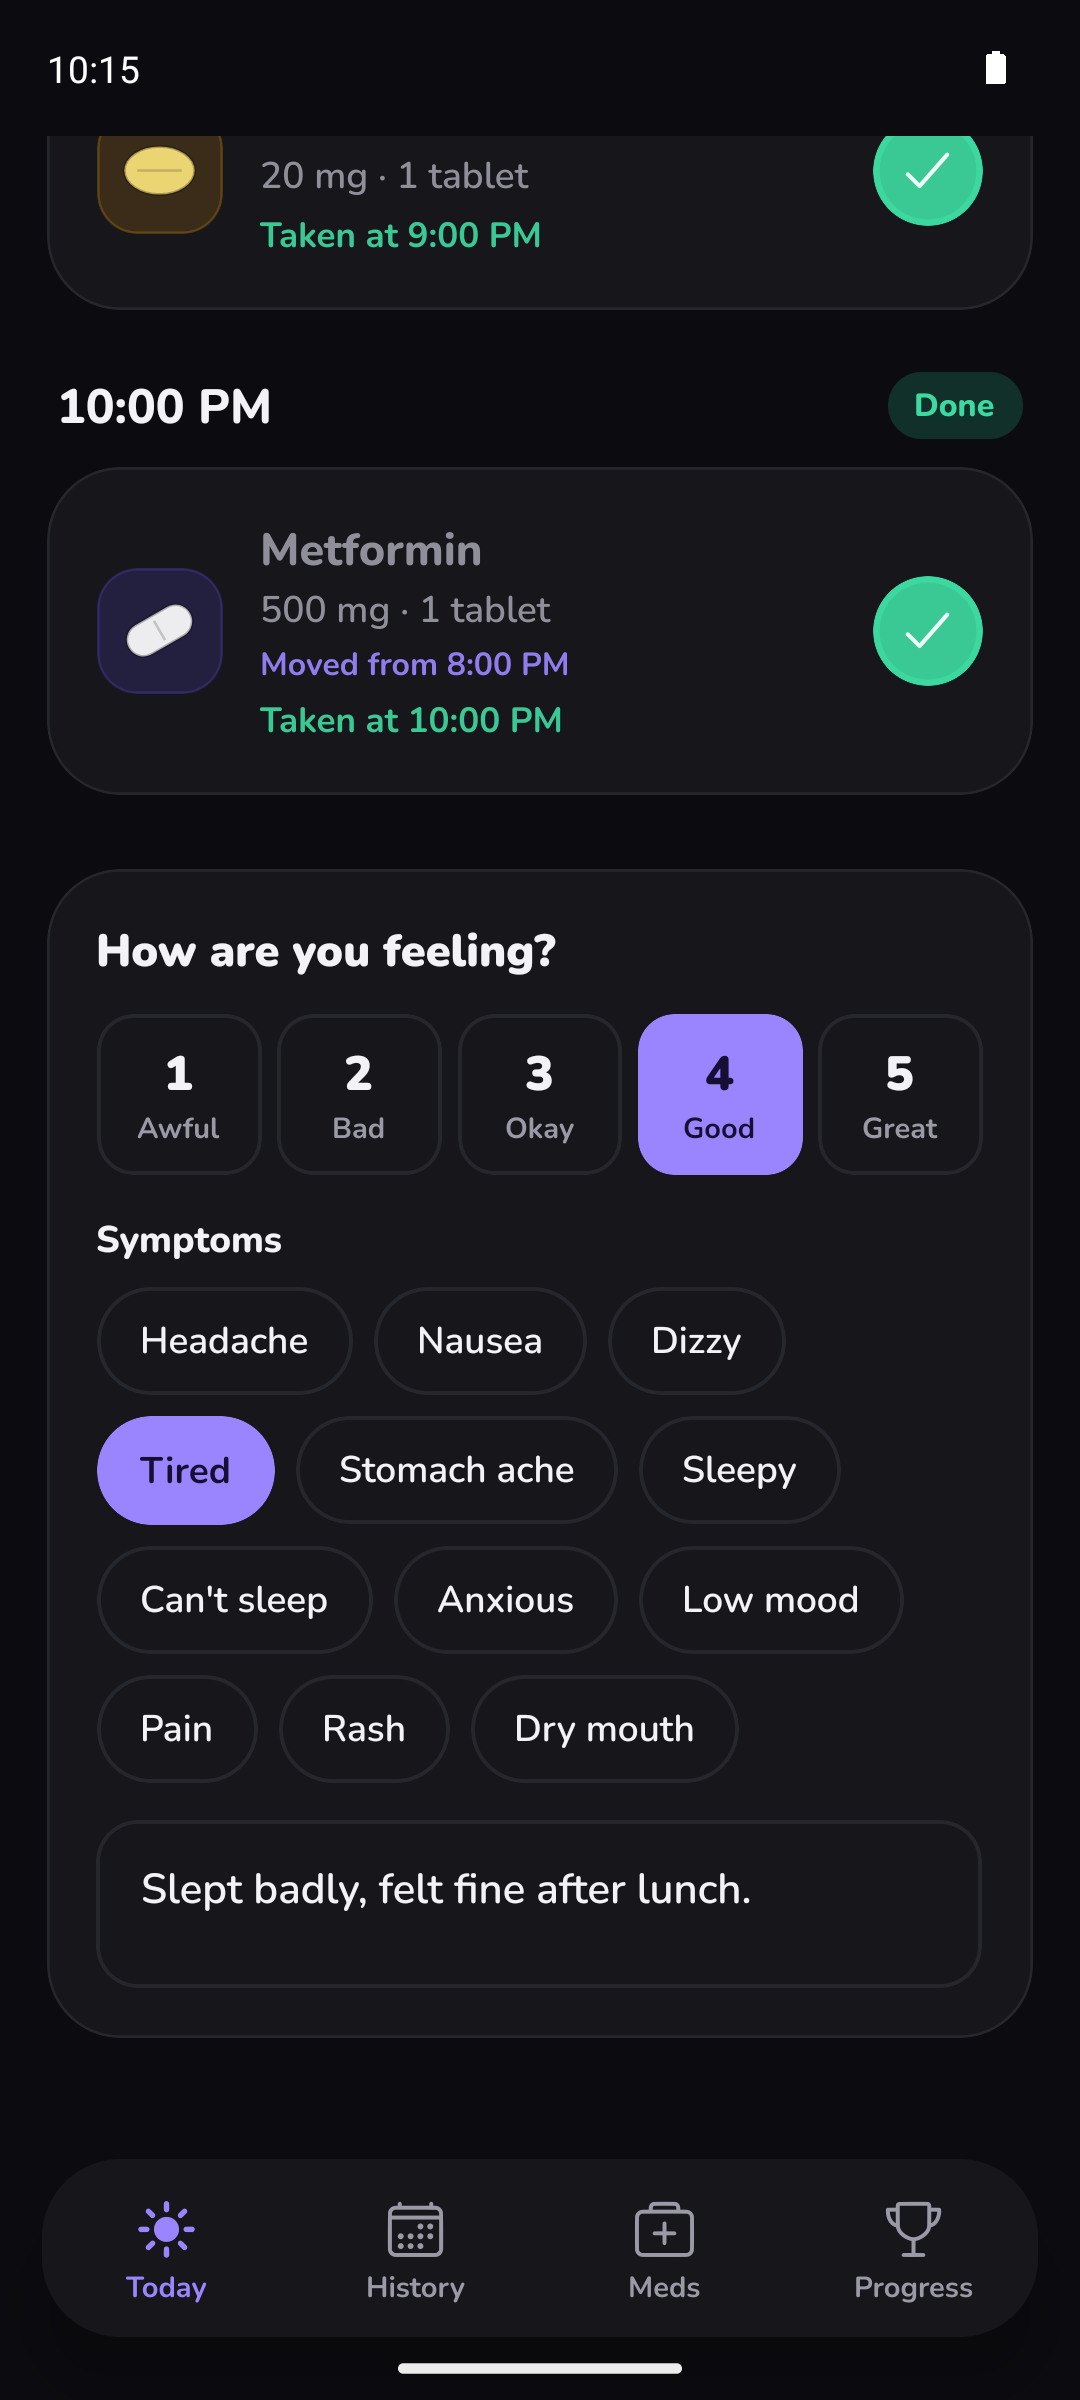 10:15
20 mg · 1 tablet
Taken at 9:00 PM
10:00 PM
Done
Metformin
500 mg · 1 tablet
Moved from 8:00 PM
Taken at 10:00 PM
How are you feeling?
1 2 3 4 5
Awful Bad Okay Good Great
Symptoms
Headache Nausea Dizzy
Tired Stomach ache Sleepy
Can't sleep Anxious Low mood
Pain Rash Dry mouth
Slept badly, felt fine after lunch.
Today History Meds Progress